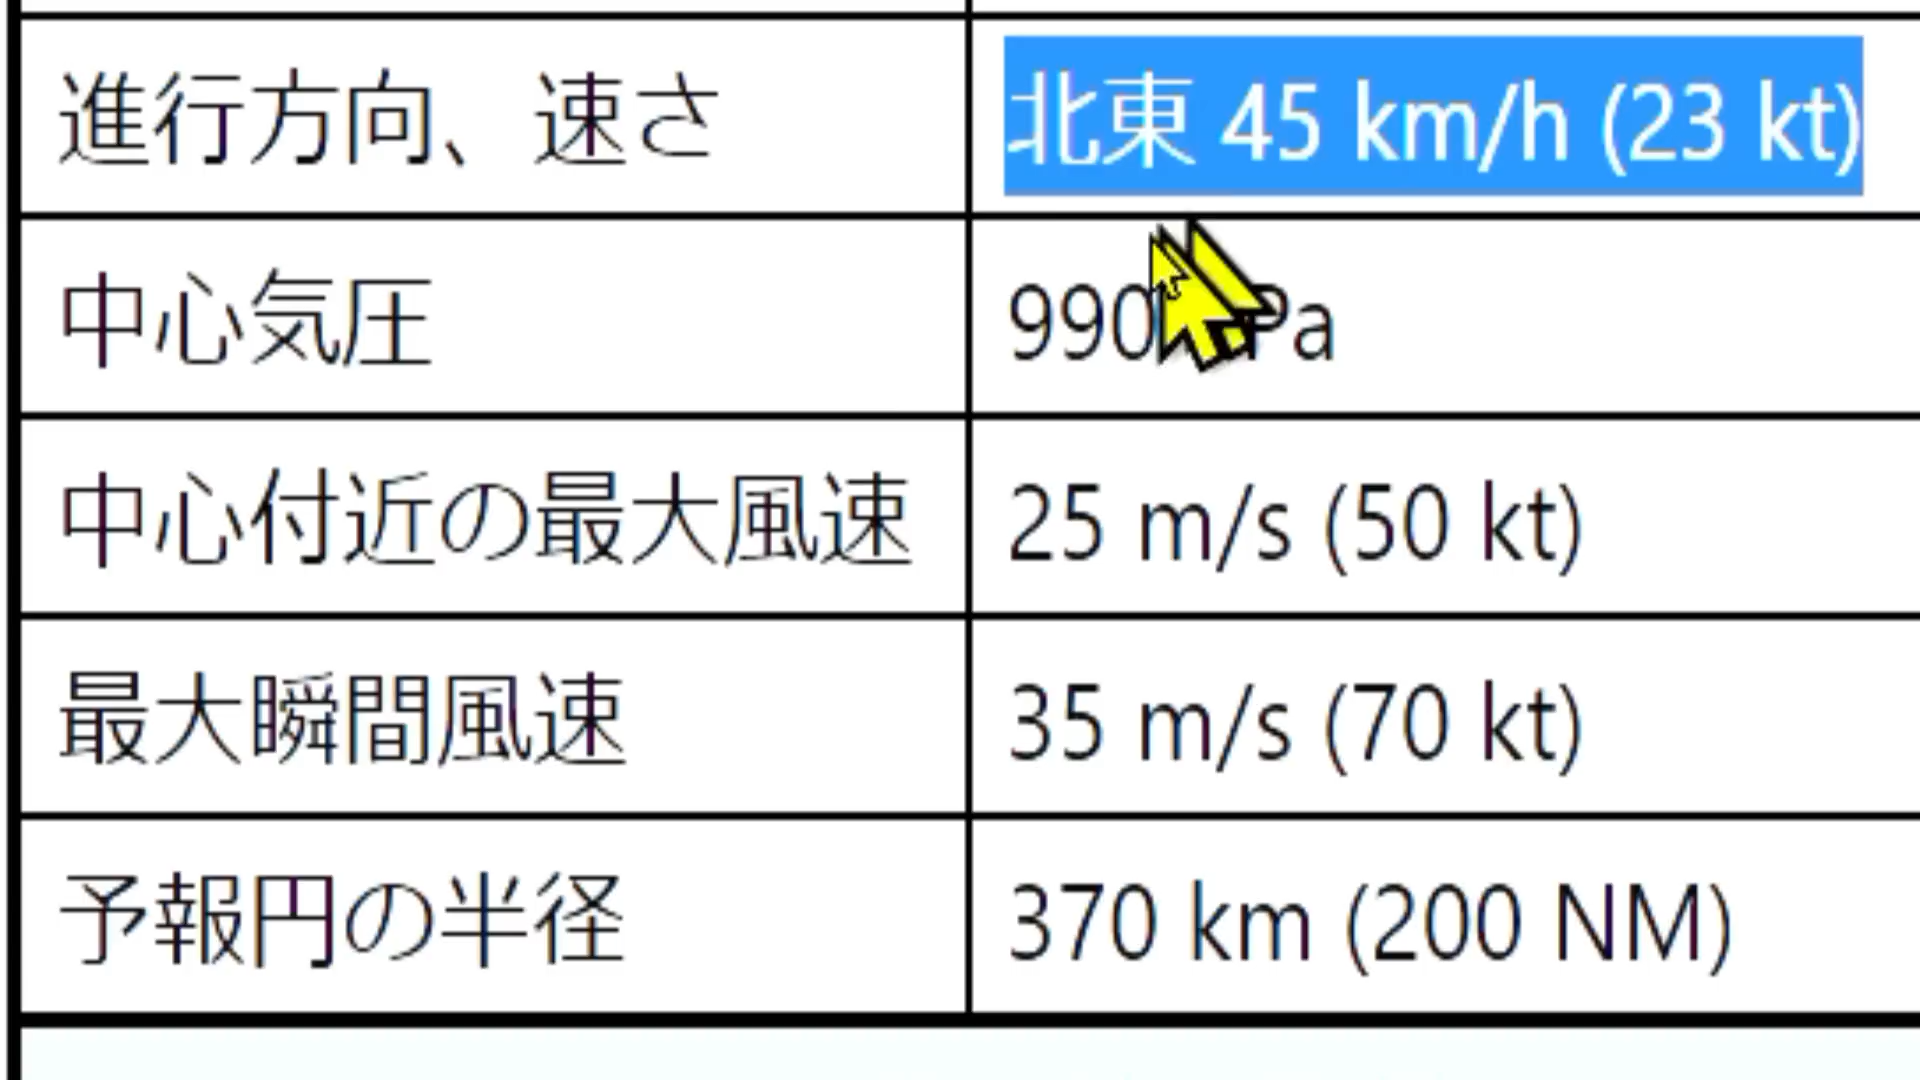 進行方向、速さ 北東 45 km/h (23 kt)
中心気圧 990 Pa
中心付近の最大風速 25 m/s (50 kt)
最大瞬間風速 35 m/s (70 kt)
予報円の半径 370 km (200 NM)